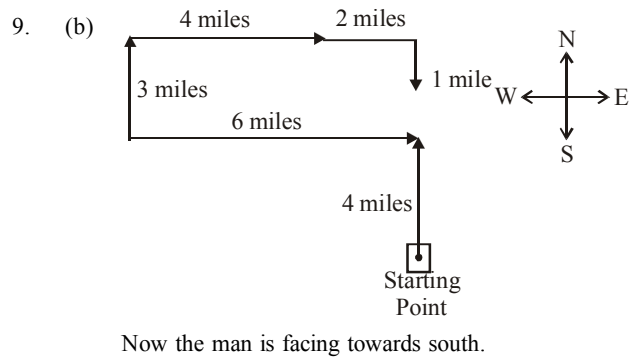 9. (b)
4 miles 2 miles
N
3 miles
1 mile
W E
6 miles
S
4 miles
Starting
Point
Now the man is facing towards south.